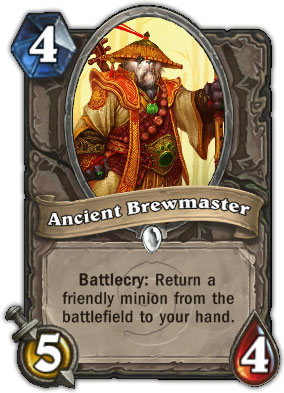 4
Ancient Brewmaster
Battlecry: Return a
friendly minion from the
battlefield to your hand.
5 4